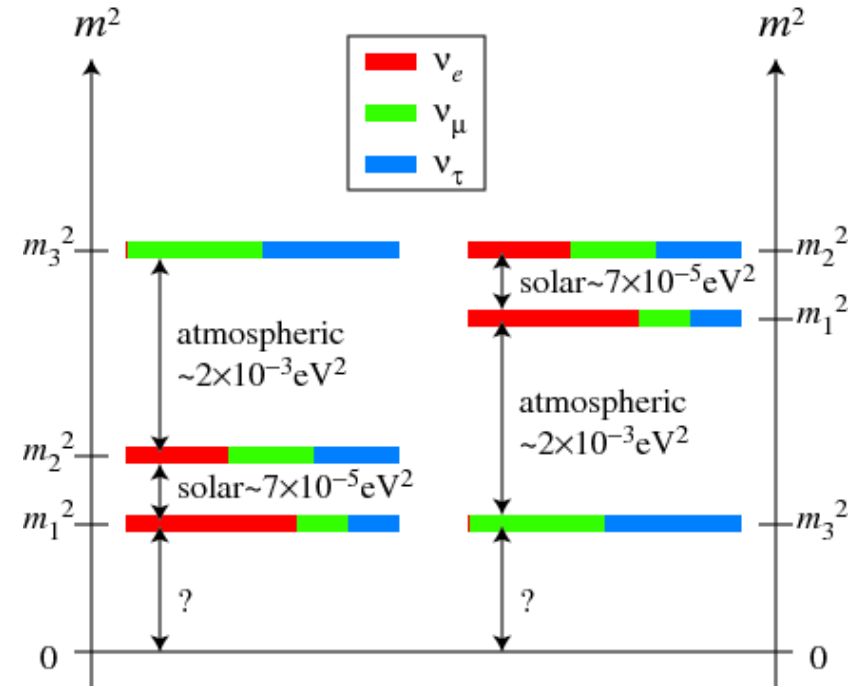 m² m²
νₑ
ν_μ
ν_τ
m₃² m₂²
solar~7×10⁻⁵eV²
m₁²
atmospheric
~2×10⁻³eV²
atmospheric
~2×10⁻³eV²
m₂²
solar~7×10⁻⁵eV²
m₁² m₃²
? ?
0 0